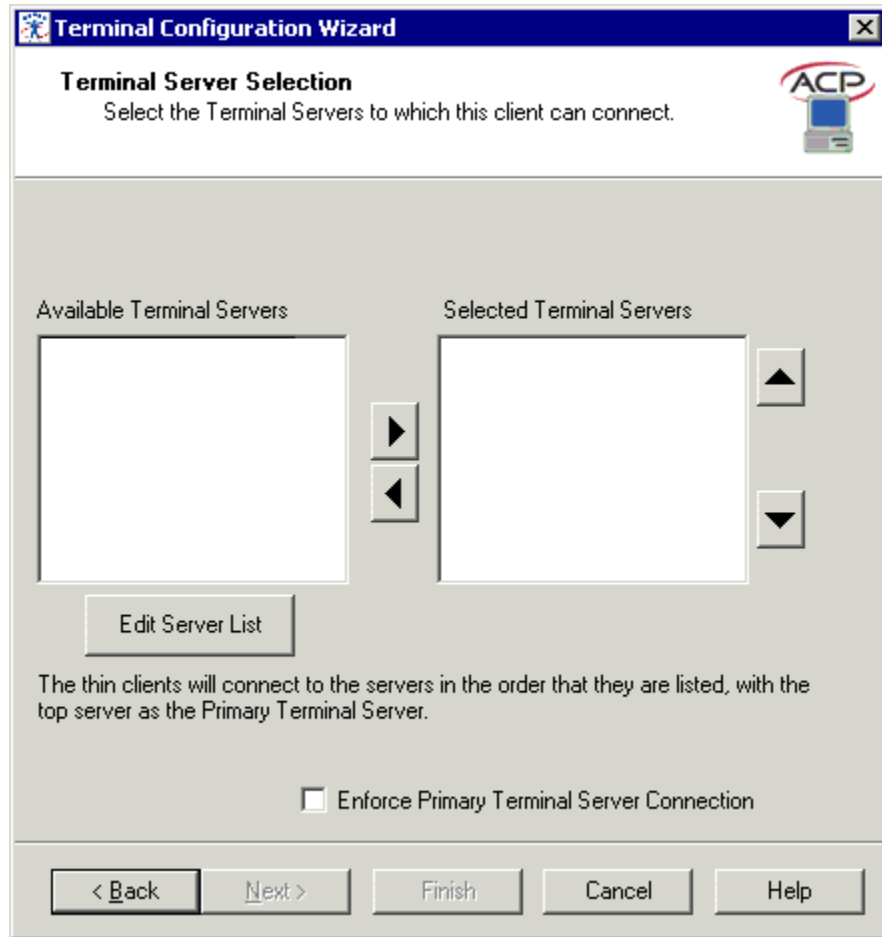 Terminal Configuration Wizard
Terminal Server Selection
Select the Terminal Servers to which this client can connect.
ACP
Available Terminal Servers
Selected Terminal Servers
Edit Server List
The thin clients will connect to the servers in the order that they are listed, with the
top server as the Primary Terminal Server.
Enforce Primary Terminal Server Connection
< Back
Next >
Finish
Cancel
Help